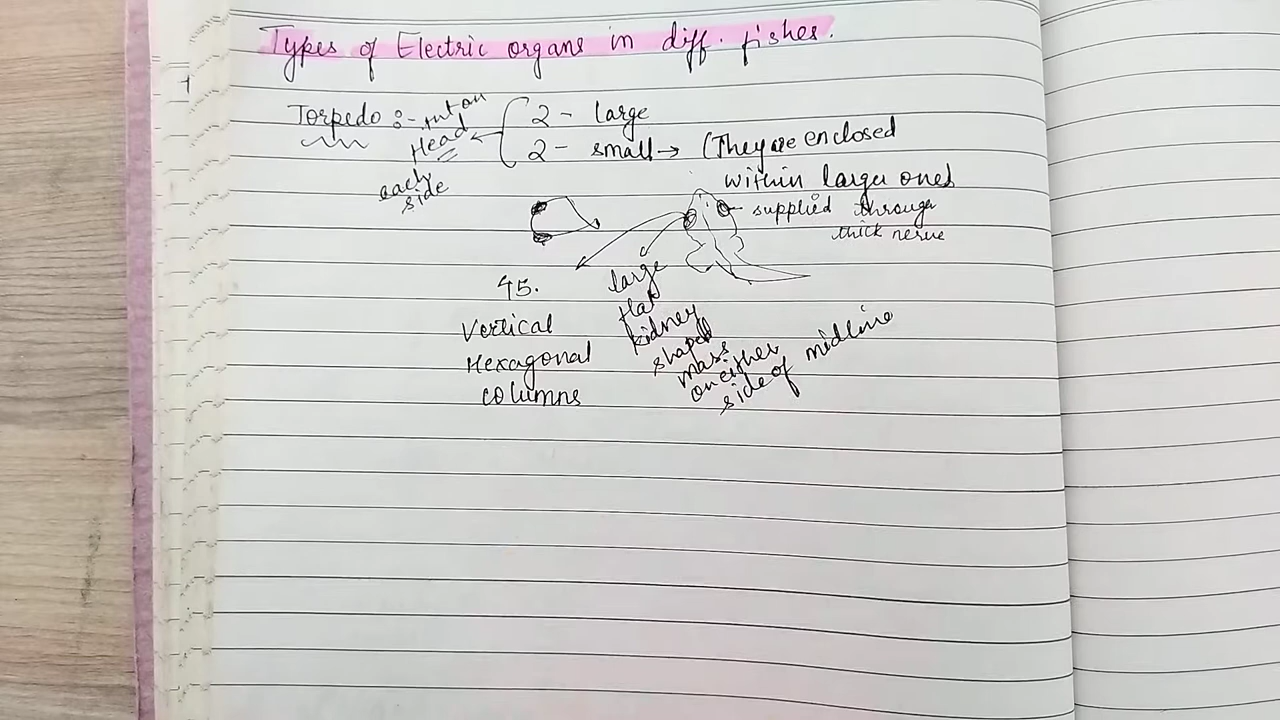 Types of Electric organs in diff. fishes.
Torpedo :- put on
Head
each
side
2 - large
2 - small → (They are enclosed
within larger ones
supplied through
thick nerve
45.
Vertical
Hexagonal
columns
large
flat
kidney
shaped
mass
on either
side of midline